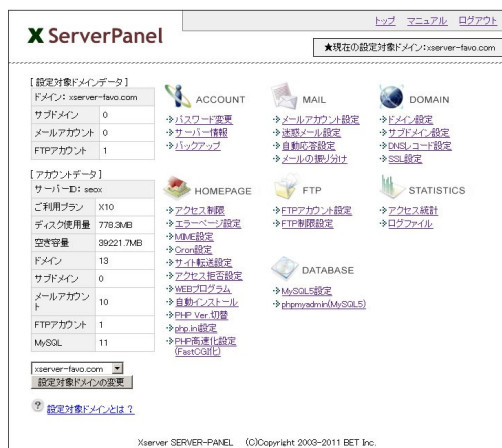 トップ マニュアル ログアウト
X ServerPanel
★現在の設定対象ドメイン:xserver-favo.com
[ 設定対象ドメインデータ ]
ドメイン: xserver-favo.com
サブドメイン 0
メールアカウント 0
FTPアカウント 1
[ アカウントデータ ]
サーバーID: seox
ご利用プラン X10
ディスク使用量 778.3MB
空き容量 39221.7MB
ドメイン 13
サブドメイン 0
メールアカウン
ト 10
FTPアカウント 1
MySQL 11
xserver-favo.com
設定対象ドメインの変更
? 設定対象ドメインとは?
ACCOUNT
パスワード変更
サーバー情報
バックアップ
MAIL
メールアカウント設定
迷惑メール設定
自動応答設定
メールの振り分け
DOMAIN
ドメイン設定
サブドメイン設定
DNSレコード設定
SSL設定
HOMEPAGE
アクセス制限
エラーページ設定
MIME設定
Cron設定
サイト転送設定
アクセス拒否設定
WEBプログラム
自動インストール
PHP Ver.切替
php.ini設定
PHP高速化設定
(FastCGI化)
FTP
FTPアカウント設定
FTP制限設定
STATISTICS
アクセス統計
ログファイル
DATABASE
MySQL5設定
phpmyadmin(MySQL5)
Xserver SERVER-PANEL (C)Copyright 2003-2011 BET Inc.